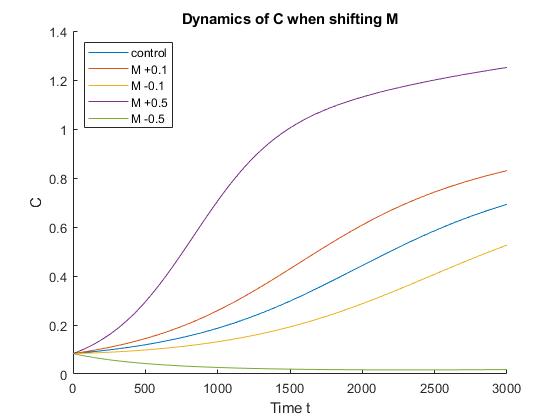 Dynamics of C when shifting M
1.4
1.2
1
0.8
0.6
0.4
0.2
0
C
control
M +0.1
M -0.1
M +0.5
M -0.5
0 500 1000 1500 2000 2500 3000
Time t